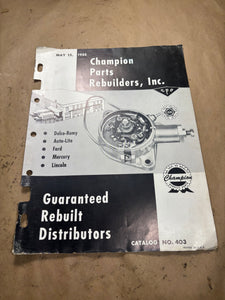 MAY 15, 1955
Champion
Parts
Rebuilders, Inc.
Delco-Remy
Auto-Lite
Ford
Mercury
Lincoln
Champion
Guaranteed
Rebuilt
Distributors
CATALOG NO. 403